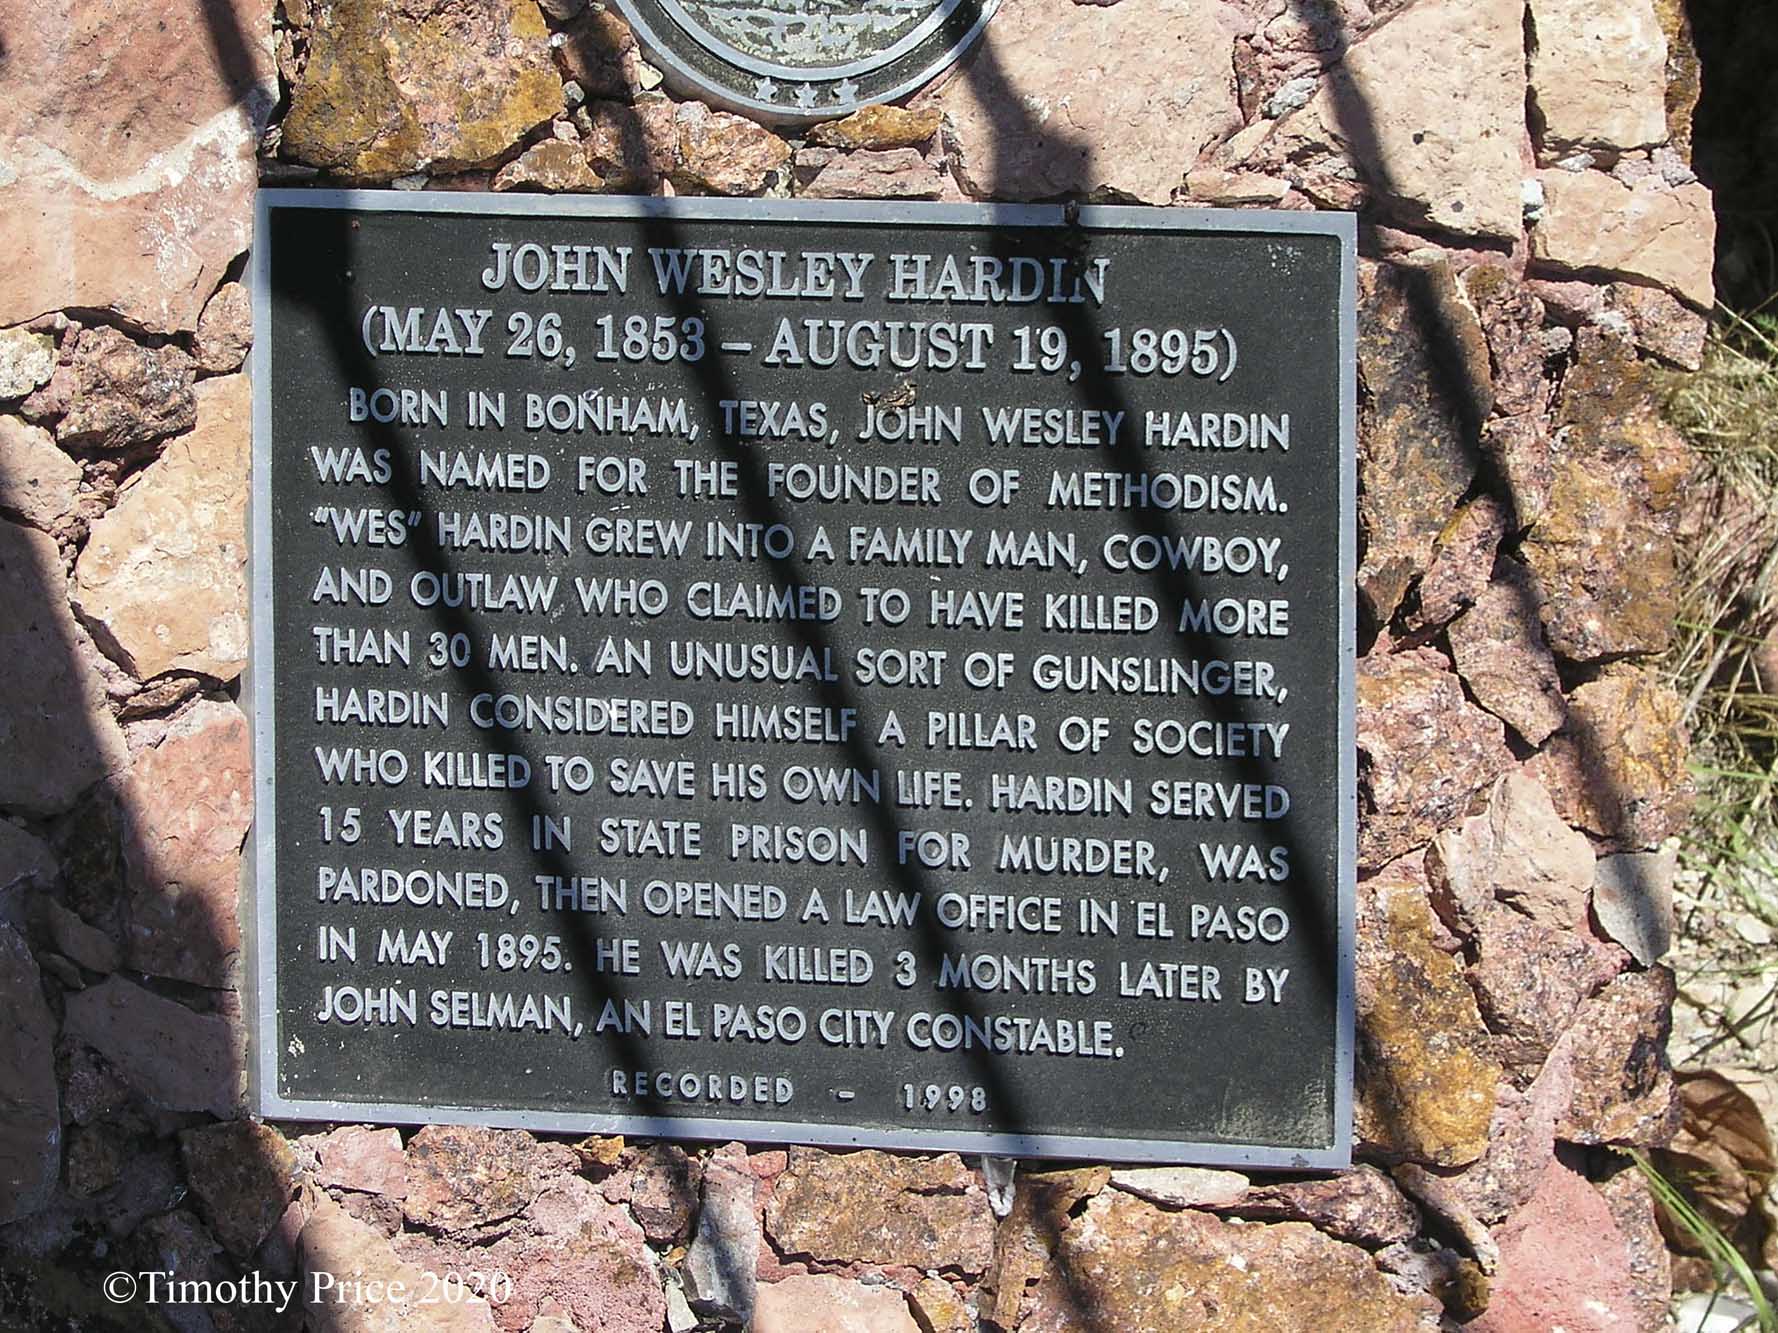 JOHN WESLEY HARDIN
(MAY 26, 1853 – AUGUST 19, 1895)
BORN IN BONHAM, TEXAS, JOHN WESLEY HARDIN
WAS NAMED FOR THE FOUNDER OF METHODISM.
"WES" HARDIN GREW INTO A FAMILY MAN, COWBOY,
AND OUTLAW WHO CLAIMED TO HAVE KILLED MORE
THAN 30 MEN. AN UNUSUAL SORT OF GUNSLINGER,
HARDIN CONSIDERED HIMSELF A PILLAR OF SOCIETY
WHO KILLED TO SAVE HIS OWN LIFE. HARDIN SERVED
15 YEARS IN STATE PRISON FOR MURDER, WAS
PARDONED, THEN OPENED A LAW OFFICE IN EL PASO
IN MAY 1895. HE WAS KILLED 3 MONTHS LATER BY
JOHN SELMAN, AN EL PASO CITY CONSTABLE.
RECORDED – 1998
©Timothy Price 2020